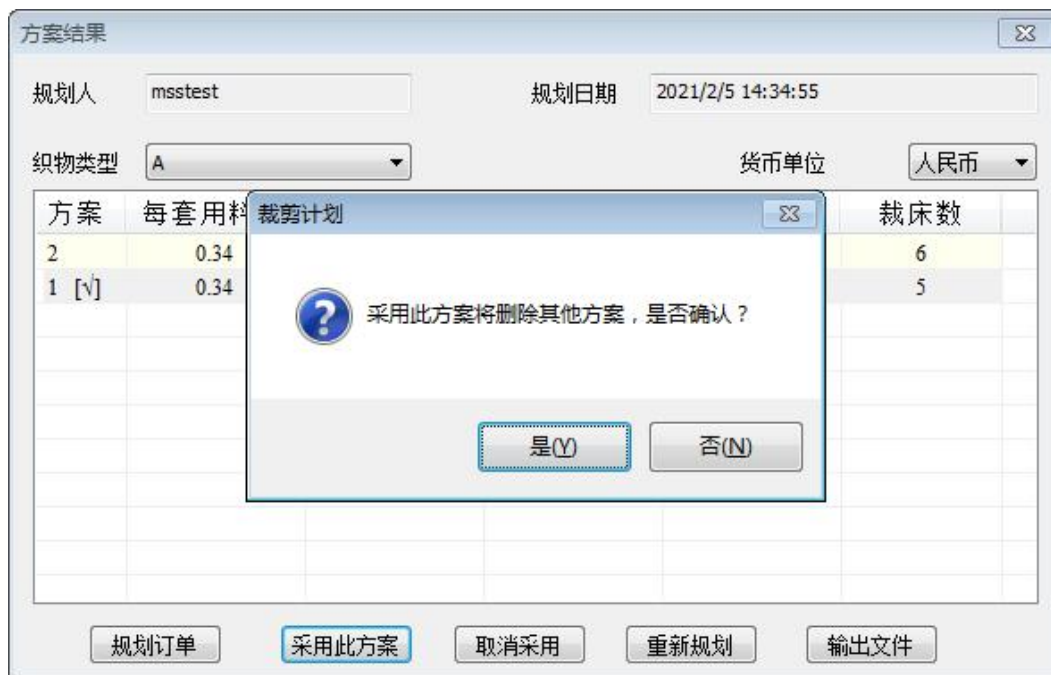 方案结果
规划人 msstest 规划日期 2021/2/5 14:34:55
织物类型 A 货币单位 人民币
方案 每套用料 裁床数
2 0.34 6
1 [√] 0.34 5
裁剪计划
采用此方案将删除其他方案，是否确认？
是(Y) 否(N)
规划订单 采用此方案 取消采用 重新规划 输出文件